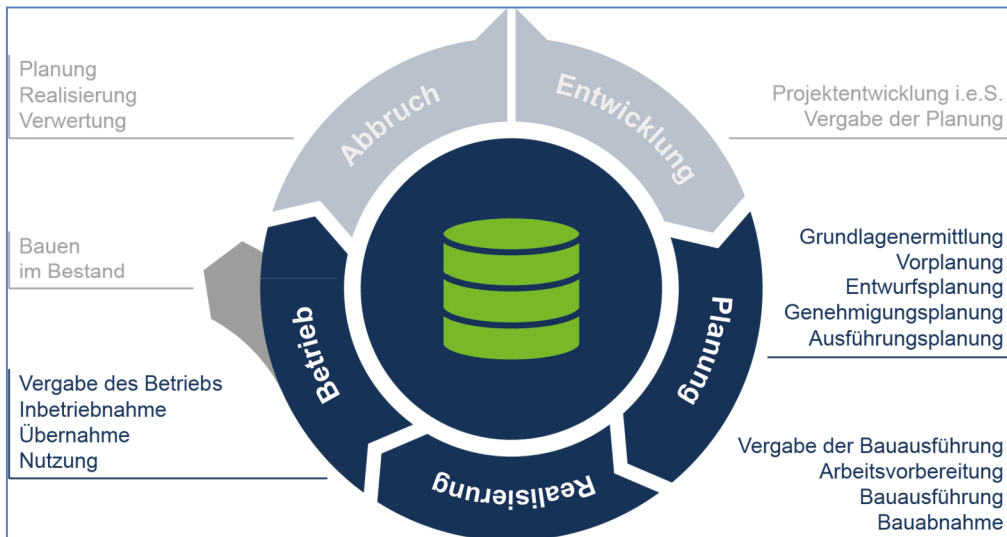 Planung
Realisierung
Verwertung
Abbruch
Entwicklung
Projektentwicklung i.e.S.
Vergabe der Planung
Bauen
im Bestand
Grundlagenermittlung
Vorplanung
Entwurfsplanung
Genehmigungsplanung
Ausführungsplanung
Betrieb
Planung
Vergabe des Betriebs
Inbetriebnahme
Übernahme
Nutzung
Realisierung
Vergabe der Bauausführung
Arbeitsvorbereitung
Bauausführung
Bauabnahme